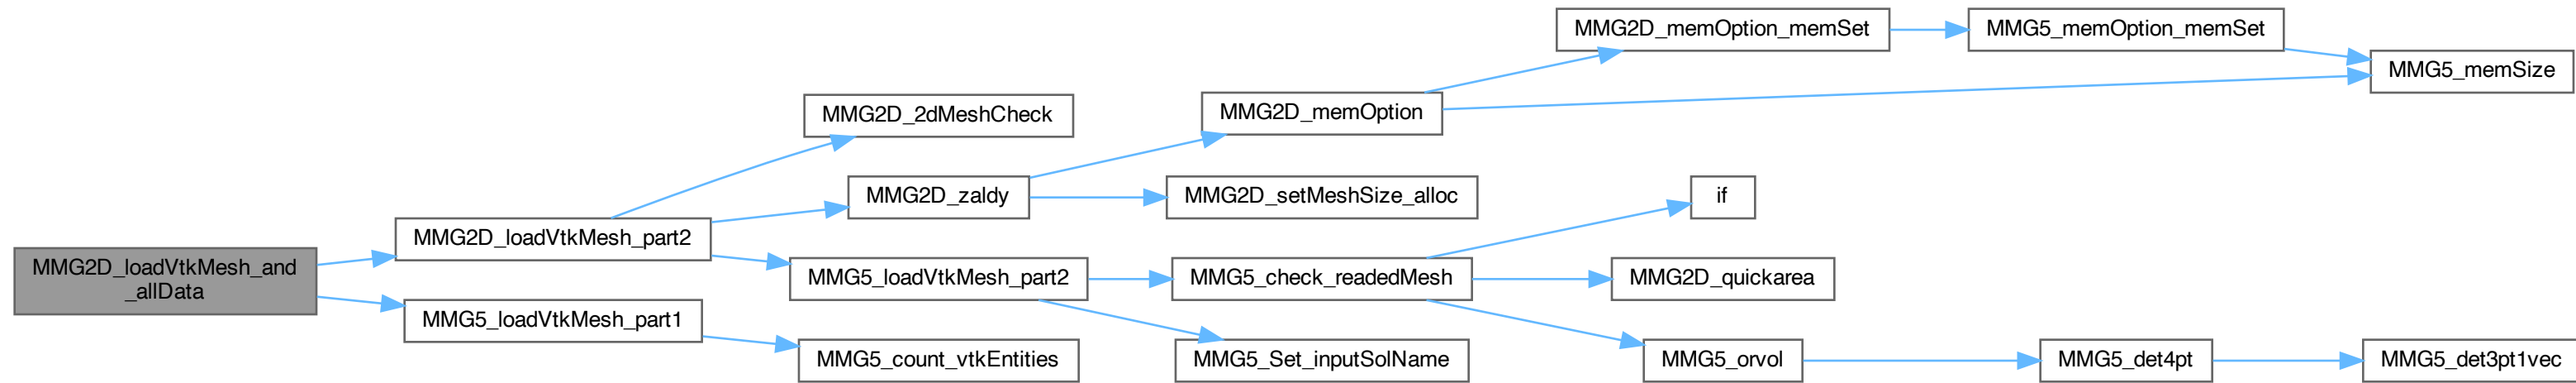 MMG2D_loadVtkMesh_and
_allData
MMG2D_loadVtkMesh_part2
MMG5_loadVtkMesh_part1
MMG2D_2dMeshCheck
MMG2D_zaldy
MMG5_loadVtkMesh_part2
MMG5_count_vtkEntities
MMG2D_memOption
MMG2D_setMeshSize_alloc
MMG5_check_readedMesh
MMG5_Set_inputSolName
MMG2D_memOption_memSet
MMG5_memOption_memSet
MMG5_memSize
if
MMG2D_quickarea
MMG5_orvol
MMG5_det4pt
MMG5_det3pt1vec